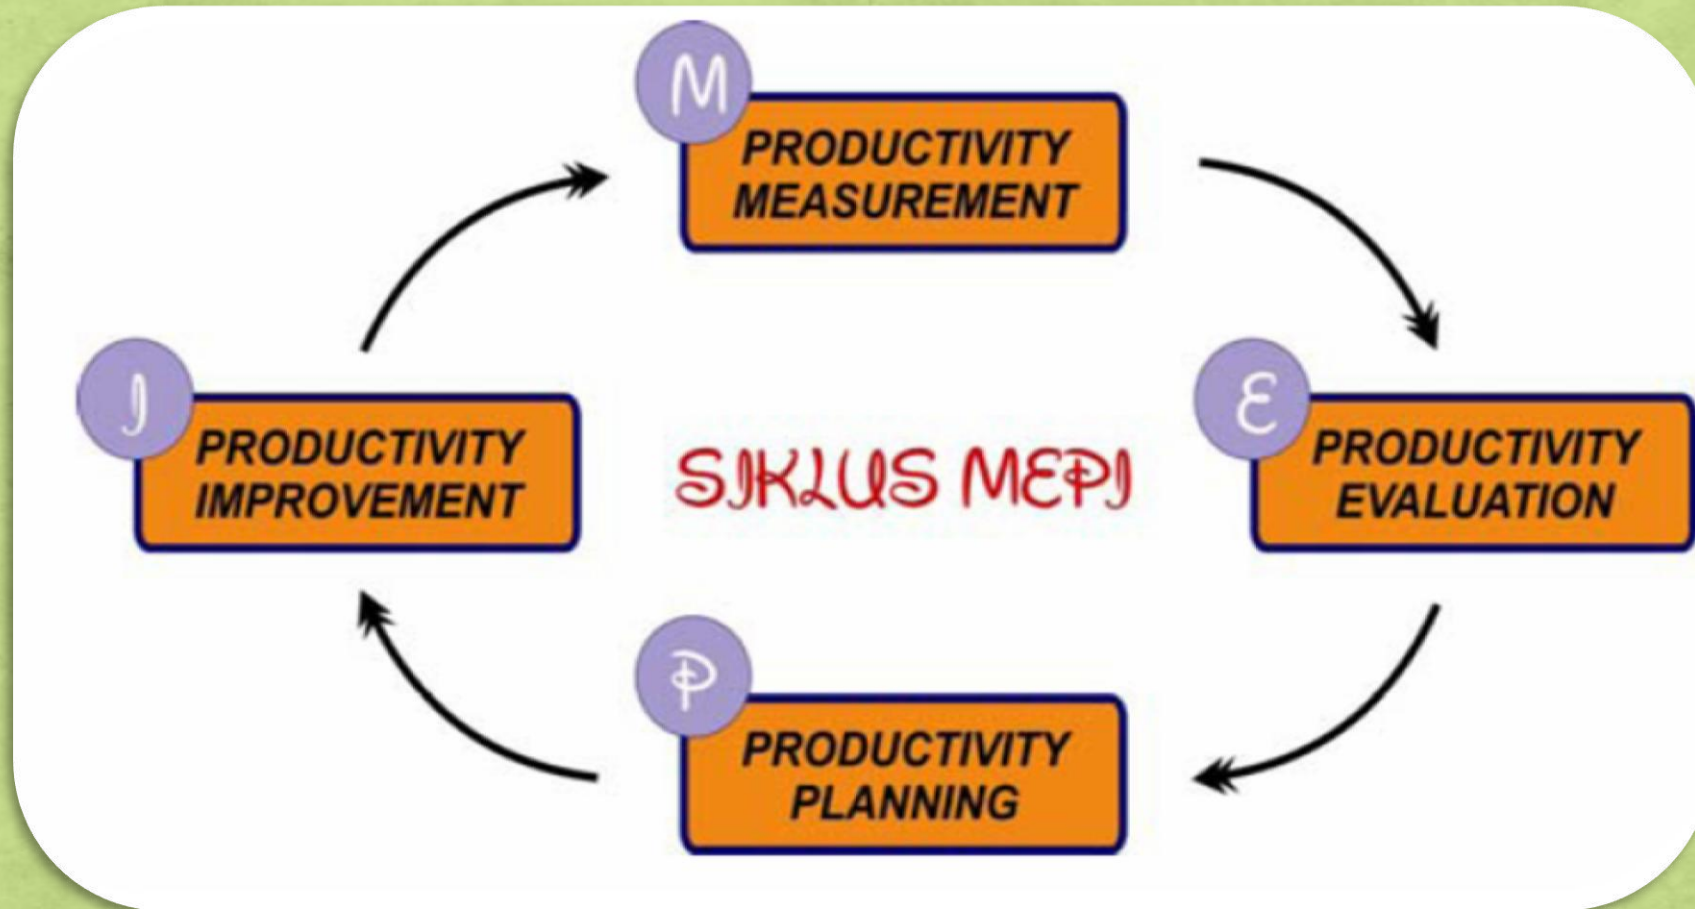 M
PRODUCTIVITY
MEASUREMENT
E
PRODUCTIVITY
EVALUATION
P
PRODUCTIVITY
PLANNING
I
PRODUCTIVITY
IMPROVEMENT
SIKLUS MEPI